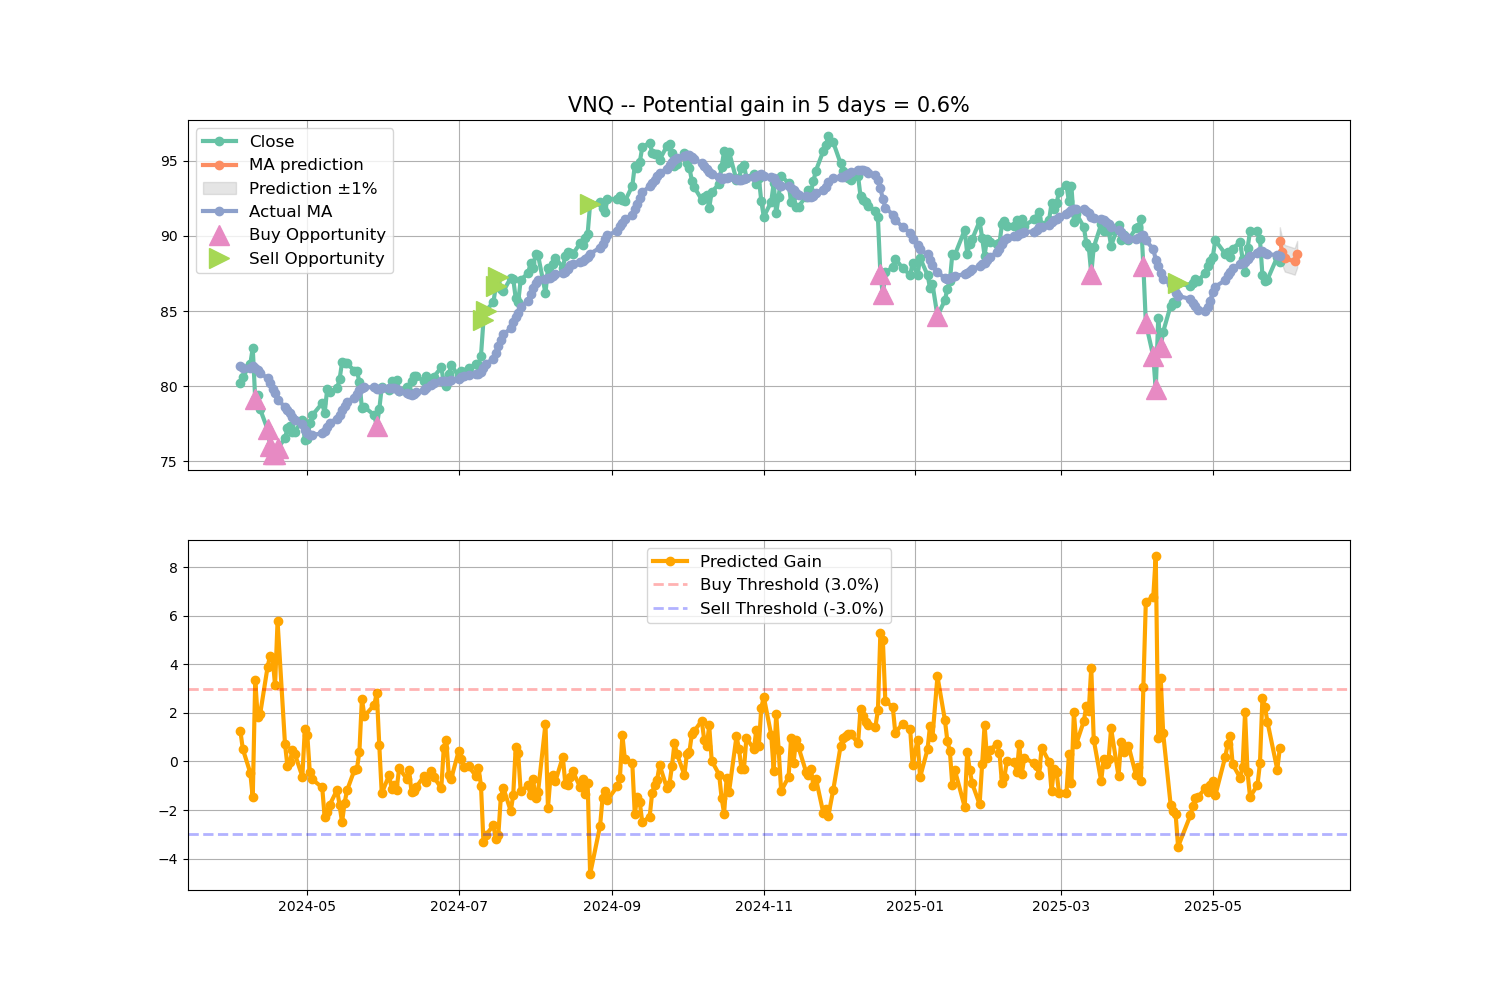 VNQ -- Potential gain in 5 days = 0.6%
Close
MA prediction
Prediction ±1%
Actual MA
Buy Opportunity
Sell Opportunity
95
90
85
80
75
Predicted Gain
Buy Threshold (3.0%)
Sell Threshold (-3.0%)
8
6
4
2
0
−2
−4
2024-05 2024-07 2024-09 2024-11 2025-01 2025-03 2025-05